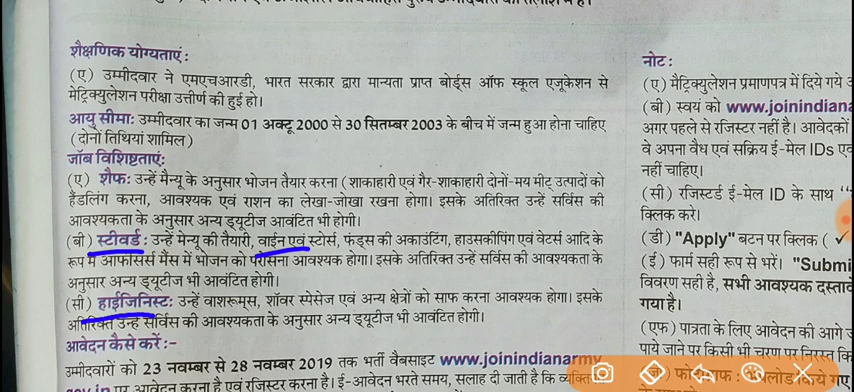 शैक्षणिक योग्यताएं :
(ए) उम्मीदवार ने एमएचआरडी, भारत सरकार द्वारा मान्यता प्राप्त बोर्ड्स ऑफ स्कूल एजूकेशन से
मेट्रिक्युलेशन परीक्षा उत्तीर्ण की हुई हो।
आयु सीमाः उम्मीदवार का जन्म 01 अक्टू 2000 से 30 सितम्बर 2003 के बीच में जन्म हुआ होना चाहिए
(दोनों तिथियां शामिल)
जॉब विशिष्टताएं:
(ए) शैफ: उन्हें मैन्यू के अनुसार भोजन तैयार करना (शाकाहारी एवं गैर-शाकाहारी दोनों-मय मीट् उत्पादों को
हैंडलिंग करना, आवश्यक एवं राशन का लेखा-जोखा रखना होगा। इसके अतिरिक्त उन्हें सर्विस की
आवश्यकता के अनुसार अन्य ड्यूटीज आवंटित भी होगी।
(बी) स्टीवर्ड : उन्हें मेन्यू की तैयारी, वाईन एवं स्टोर्स, फंड्स की अकाउंटिंग, हाउसकीपिंग एवं वेटर्स आदि के
रूप में आफीसर्स मैस में भोजन को परोसना आवश्यक होगा। इसके अतिरिक्त उन्हें सर्विस की आवश्यकता के
अनुसार अन्य ड्यूटीज भी आवंटित होगी।
(सी) हाईजिनिस्टः उन्हें वाशरूम्स, शॉवर स्पेसेज एवं अन्य क्षेत्रों को साफ करना आवश्यक होगा। इसके
अतिरिक्त उन्हें सर्विस की आवश्यकता के अनुसार अन्य ड्यूटीज भी आवंटित होगी।
आवेदन कैसे करें :-
उम्मीदवारों को 23 नवम्बर से 28 नवम्बर 2019 तक भर्ती वैबसाइट www.joinindianarmy.
gov.in पर आवेदन करना है एवं रजिस्टर करना है। ई-आवेदन भरते समय, सलाह दी जाती है कि
नोट :
(ए) मैट्रिक्युलेशन प्रमाणपत्र में दिये गये
(बी) स्वयं को www.joinindiana
अगर पहले से रजिस्टर नहीं है। आवेदकों
वे अपना वैध एवं सक्रिय ई-मेल IDs एव
नहीं चाहिए।
(सी) रजिस्टर्ड ई-मेल ID के साथ "
क्लिक करे।
(डी) "Apply" बटन पर क्लिक (
(ई) फार्म सही रूप से भरें। "Submi
विवरण सही है, सभी आवश्यक दस्ताव
गया है।
(एफ) पात्रता के लिए आवेदन की आगे
पाये जाने पर किसी भी चरण पर निरस्त कि